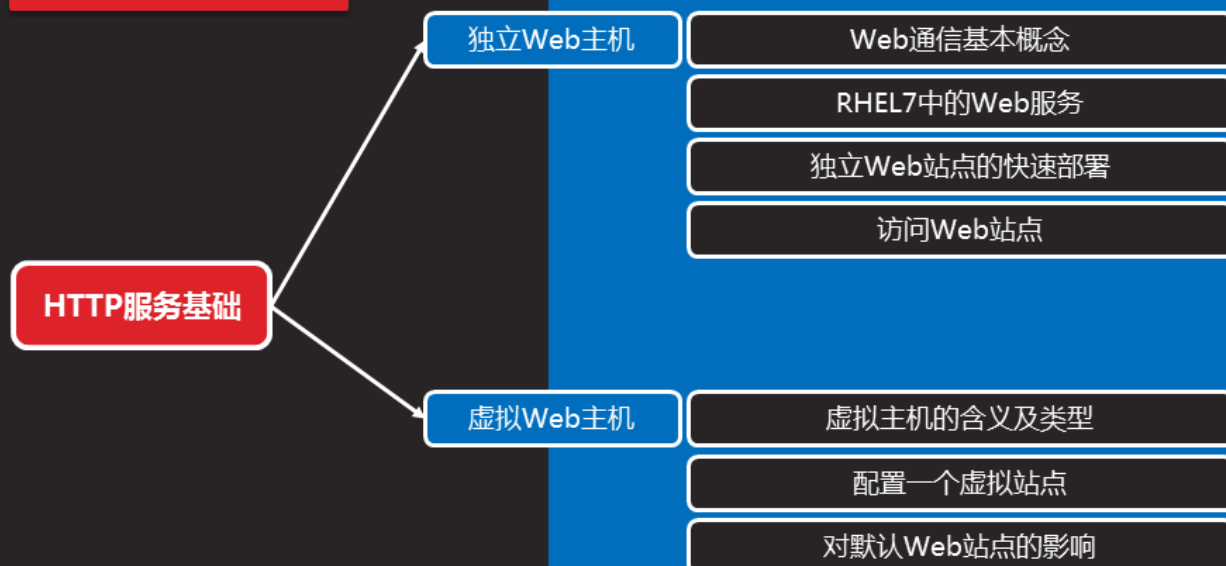 独立Web主机
Web通信基本概念
RHEL7中的Web服务
独立Web站点的快速部署
访问Web站点
HTTP服务基础
虚拟Web主机
虚拟主机的含义及类型
配置一个虚拟站点
对默认Web站点的影响